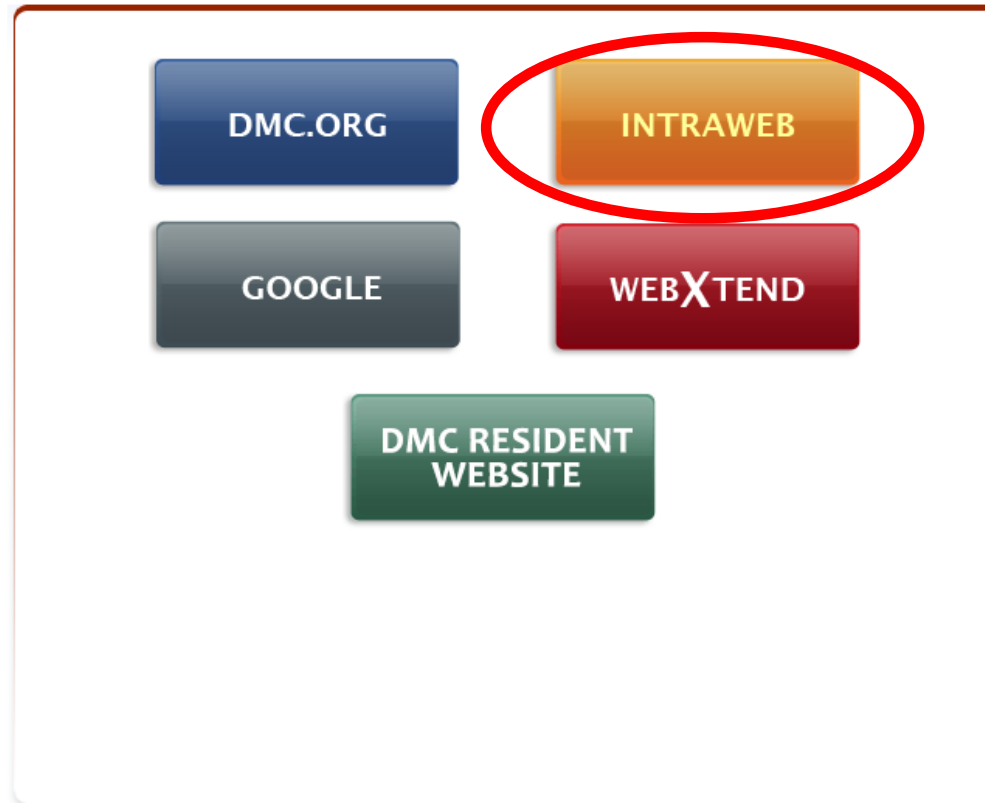 DMC.ORG
INTRAWEB
GOOGLE
WEBXTEND
DMC RESIDENT
WEBSITE